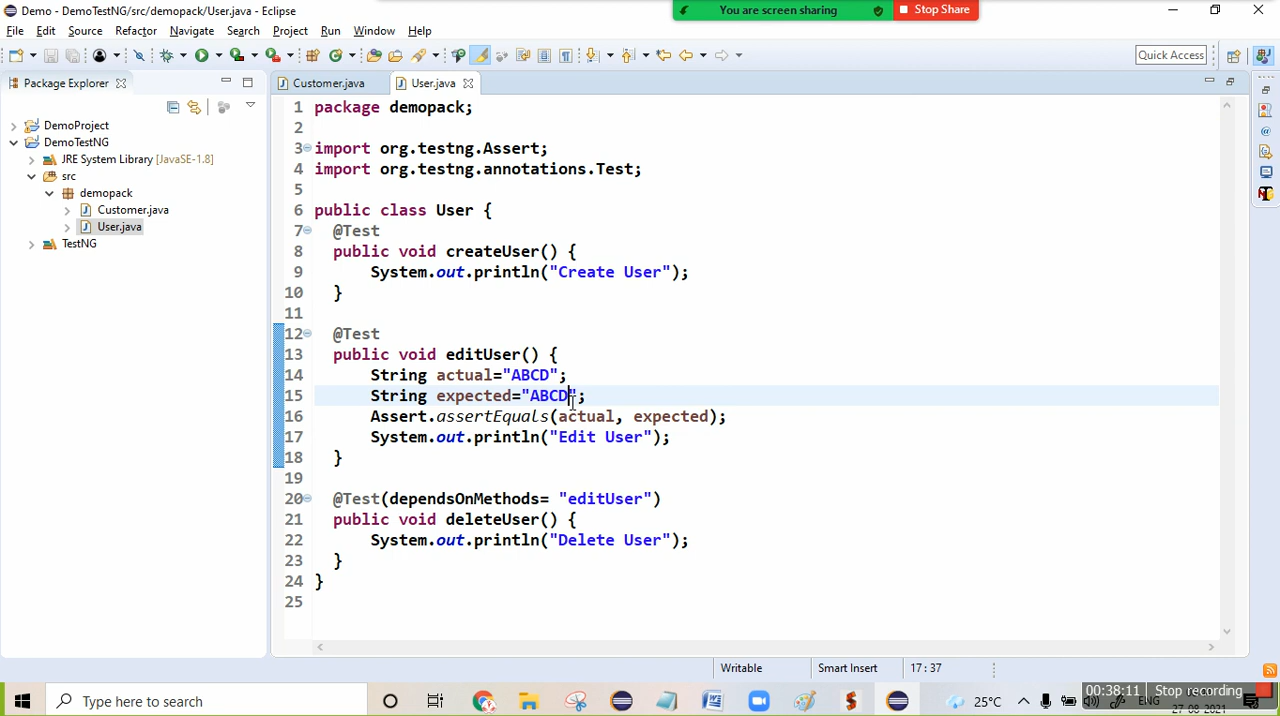 Demo - DemoTestNG/src/demopack/User.java - Eclipse
You are screen sharing
Stop Share
File Edit Source Refactor Navigate Search Project Run Window Help
Quick Access
Package Explorer
Customer.java
User.java
DemoProject
DemoTestNG
JRE System Library [JavaSE-1.8]
src
demopack
Customer.java
User.java
TestNG
1 package demopack;
2
3 import org.testng.Assert;
4 import org.testng.annotations.Test;
5
6 public class User {
7 @Test
8 public void createUser() {
9 System.out.println("Create User");
10 }
11
12 @Test
13 public void editUser() {
14 String actual="ABCD";
15 String expected="ABCD";
16 Assert.assertEquals(actual, expected);
17 System.out.println("Edit User");
18 }
19
20 @Test(dependsOnMethods= "editUser")
21 public void deleteUser() {
22 System.out.println("Delete User");
23 }
24 }
25
Writable
Smart Insert
17 : 37
Type here to search
25°C
ENG
00:38:11
Stop recording
27-08-2021